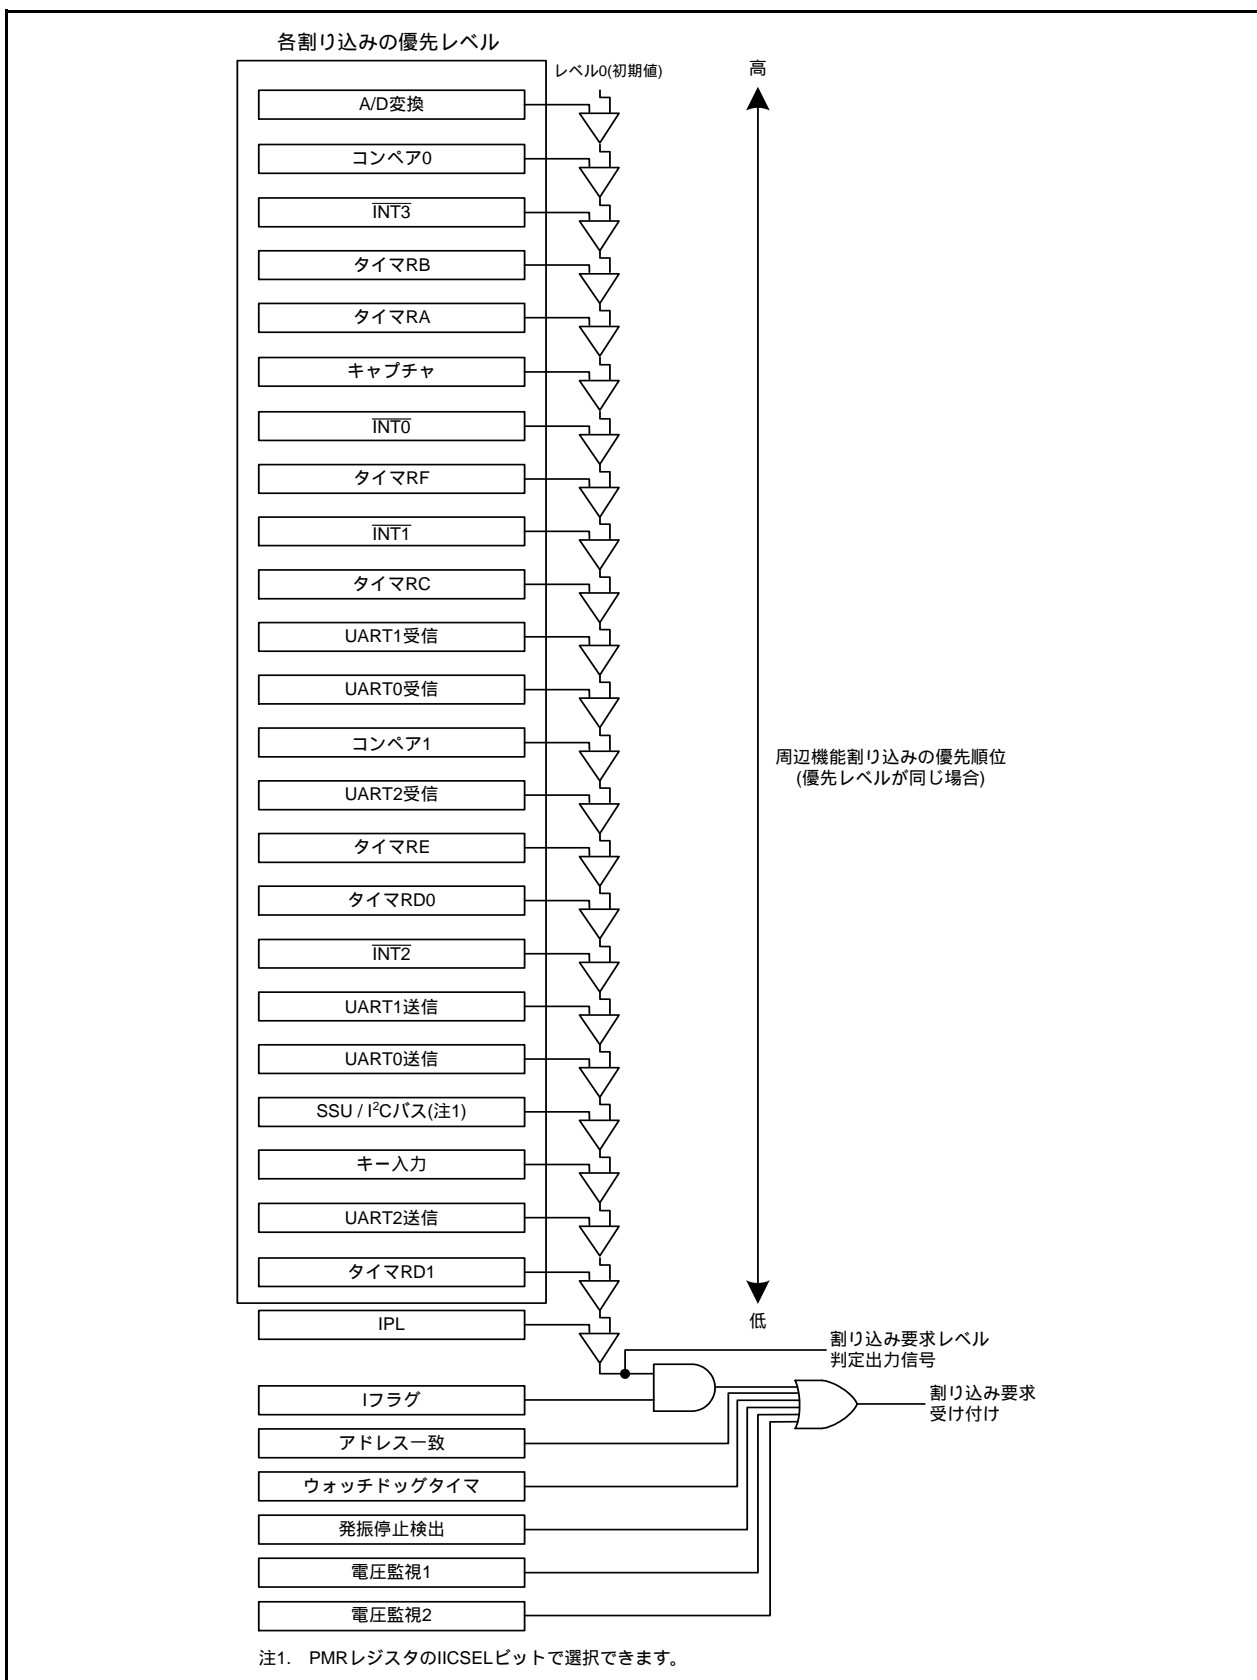 各割り込みの優先レベル
レベル0(初期値)
高
A/D変換
コンペア0
INT3
タイマRB
タイマRA
キャプチャ
INT0
タイマRF
INT1
タイマRC
UART1受信
UART0受信
コンペア1
周辺機能割り込みの優先順位
(優先レベルが同じ場合)
UART2受信
タイマRE
タイマRD0
INT2
UART1送信
UART0送信
SSU / I²Cバス(注1)
キー入力
UART2送信
タイマRD1
低
IPL
割り込み要求レベル
判定出力信号
Iフラグ
割り込み要求
受け付け
アドレス一致
ウォッチドッグタイマ
発振停止検出
電圧監視1
電圧監視2
注1. PMRレジスタのIICSELビットで選択できます。